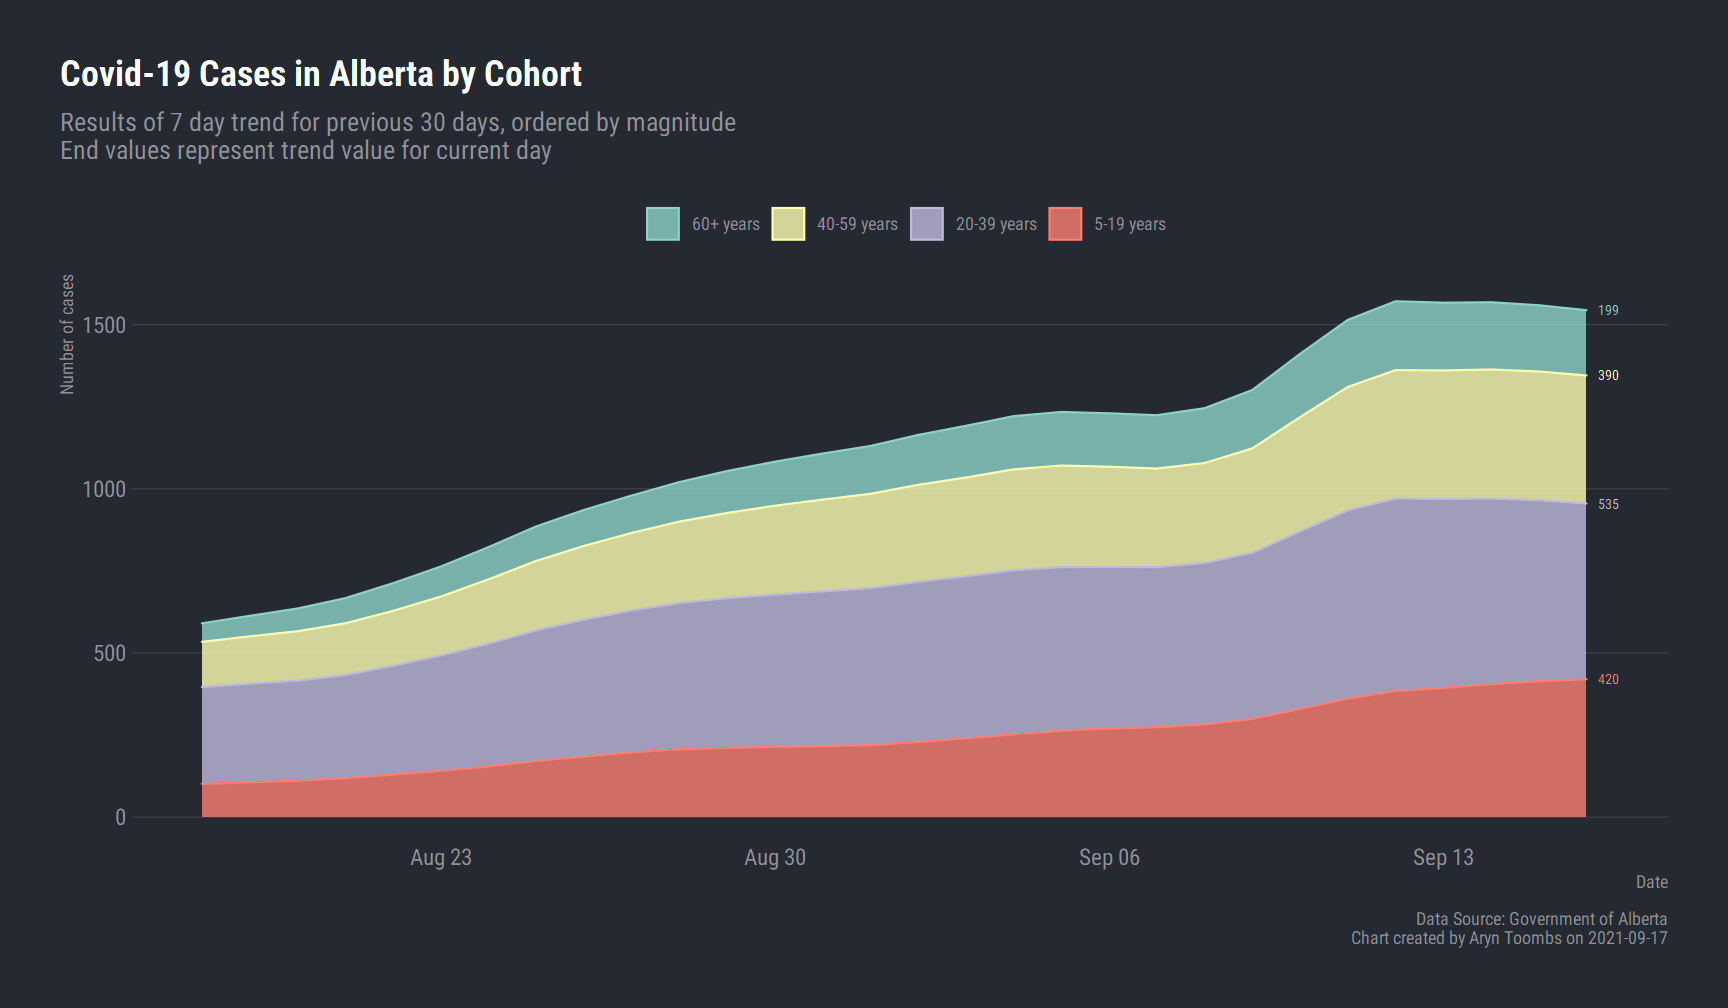 Covid-19 Cases in Alberta by Cohort
Results of 7 day trend for previous 30 days, ordered by magnitude
End values represent trend value for current day
60+ years 40-59 years 20-39 years 5-19 years
Number of cases
1500
1000
500
0
199
390
535
420
Aug 23 Aug 30 Sep 06 Sep 13
Date
Data Source: Government of Alberta
Chart created by Aryn Toombs on 2021-09-17